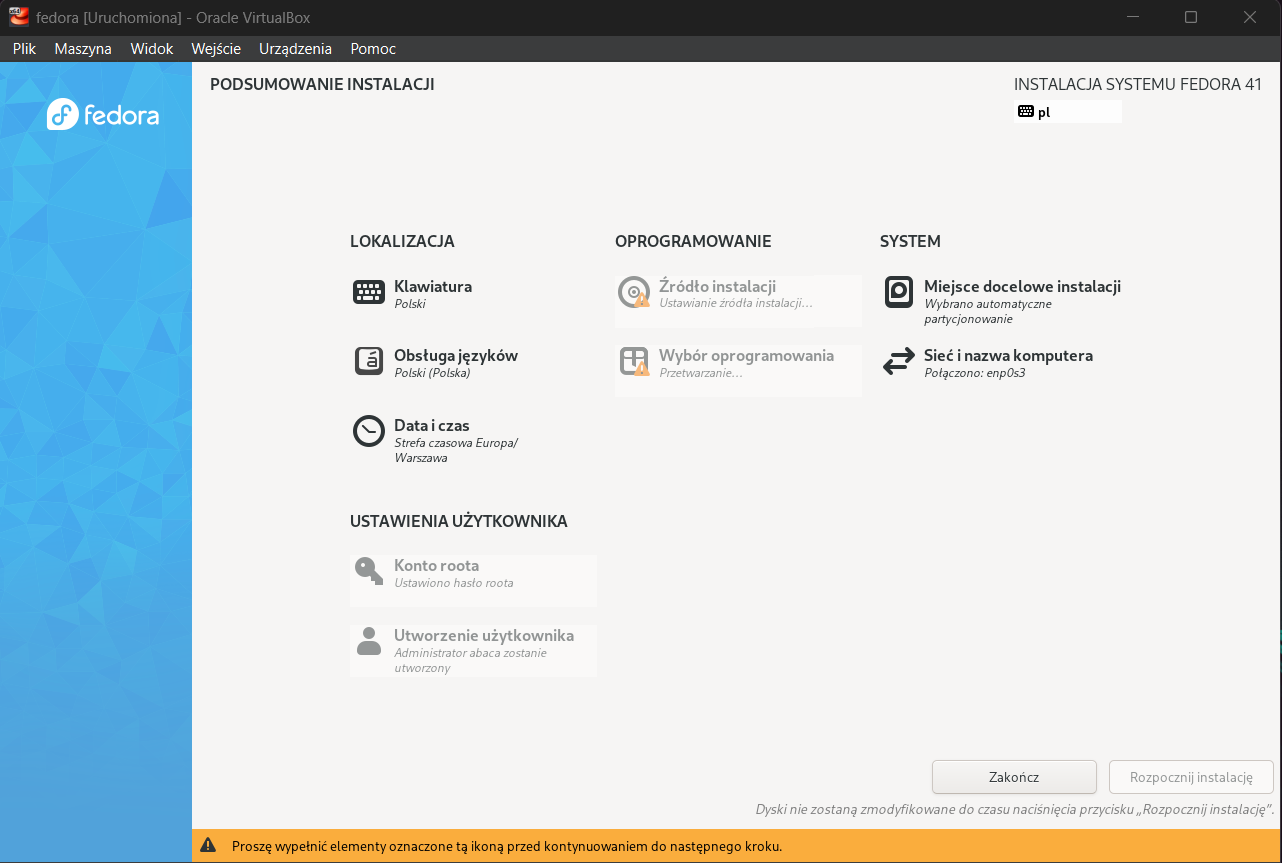 fedora [Uruchomiona] - Oracle VirtualBox
Plik Maszyna Widok Wejście Urządzenia Pomoc
fedora
PODSUMOWANIE INSTALACJI
INSTALACJA SYSTEMU FEDORA 41
pl
LOKALIZACJA
Klawiatura
Polski
Obsługa języków
Polski (Polska)
Data i czas
Strefa czasowa Europa/
Warszawa
OPROGRAMOWANIE
Źródło instalacji
Ustawianie źródła instalacji...
Wybór oprogramowania
Przetwarzanie...
SYSTEM
Miejsce docelowe instalacji
Wybrano automatyczne
partycjonowanie
Sieć i nazwa komputera
Połączono: enp0s3
USTAWIENIA UŻYTKOWNIKA
Konto roota
Ustawiono hasło roota
Utworzenie użytkownika
Administrator abaca zostanie
utworzony
Zakończ
Rozpocznij instalację
Dyski nie zostaną zmodyfikowane do czasu naciśnięcia przycisku „Rozpocznij instalację”.
Proszę wypełnić elementy oznaczone tą ikoną przed kontynuowaniem do następnego kroku.